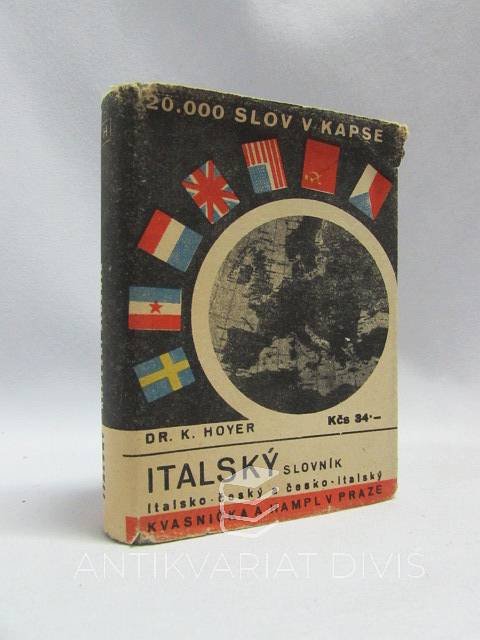 20.000 SLOV V KAPSE
DR. K. HOYER
Kčs 34·–
ITALSKÝ SLOVNÍK
italsko-český a česko-italský
KVASNIČKA A HAMPL V PRAZE
ANTIKVARIAT DIVIŠ